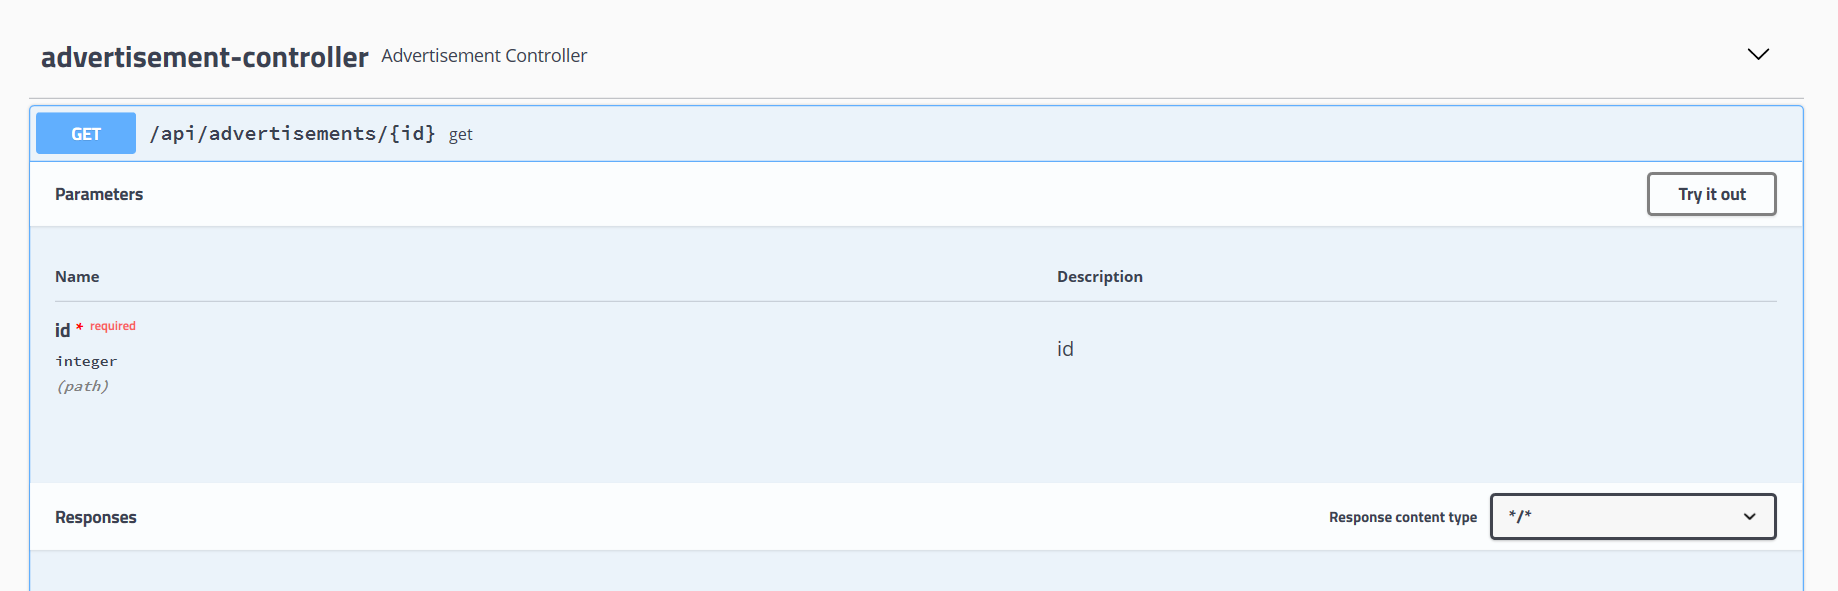 advertisement-controller Advertisement Controller
GET /api/advertisements/{id} get
Parameters Try it out
Name Description
id * required
integer
(path)
id
Responses Response content type */*